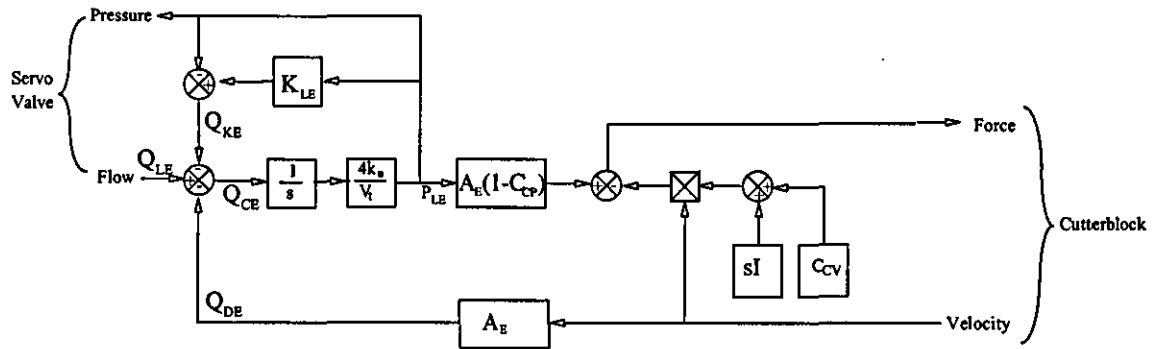 Pressure
Servo
Valve
K_LE
Q_KE
Force
Q_LE
Flow
Q_CE
1/s
4k_e/V_t
P_LE
A_E(1-C_CP)
Cutterblock
sI
C_CV
Q_DE
A_E
Velocity